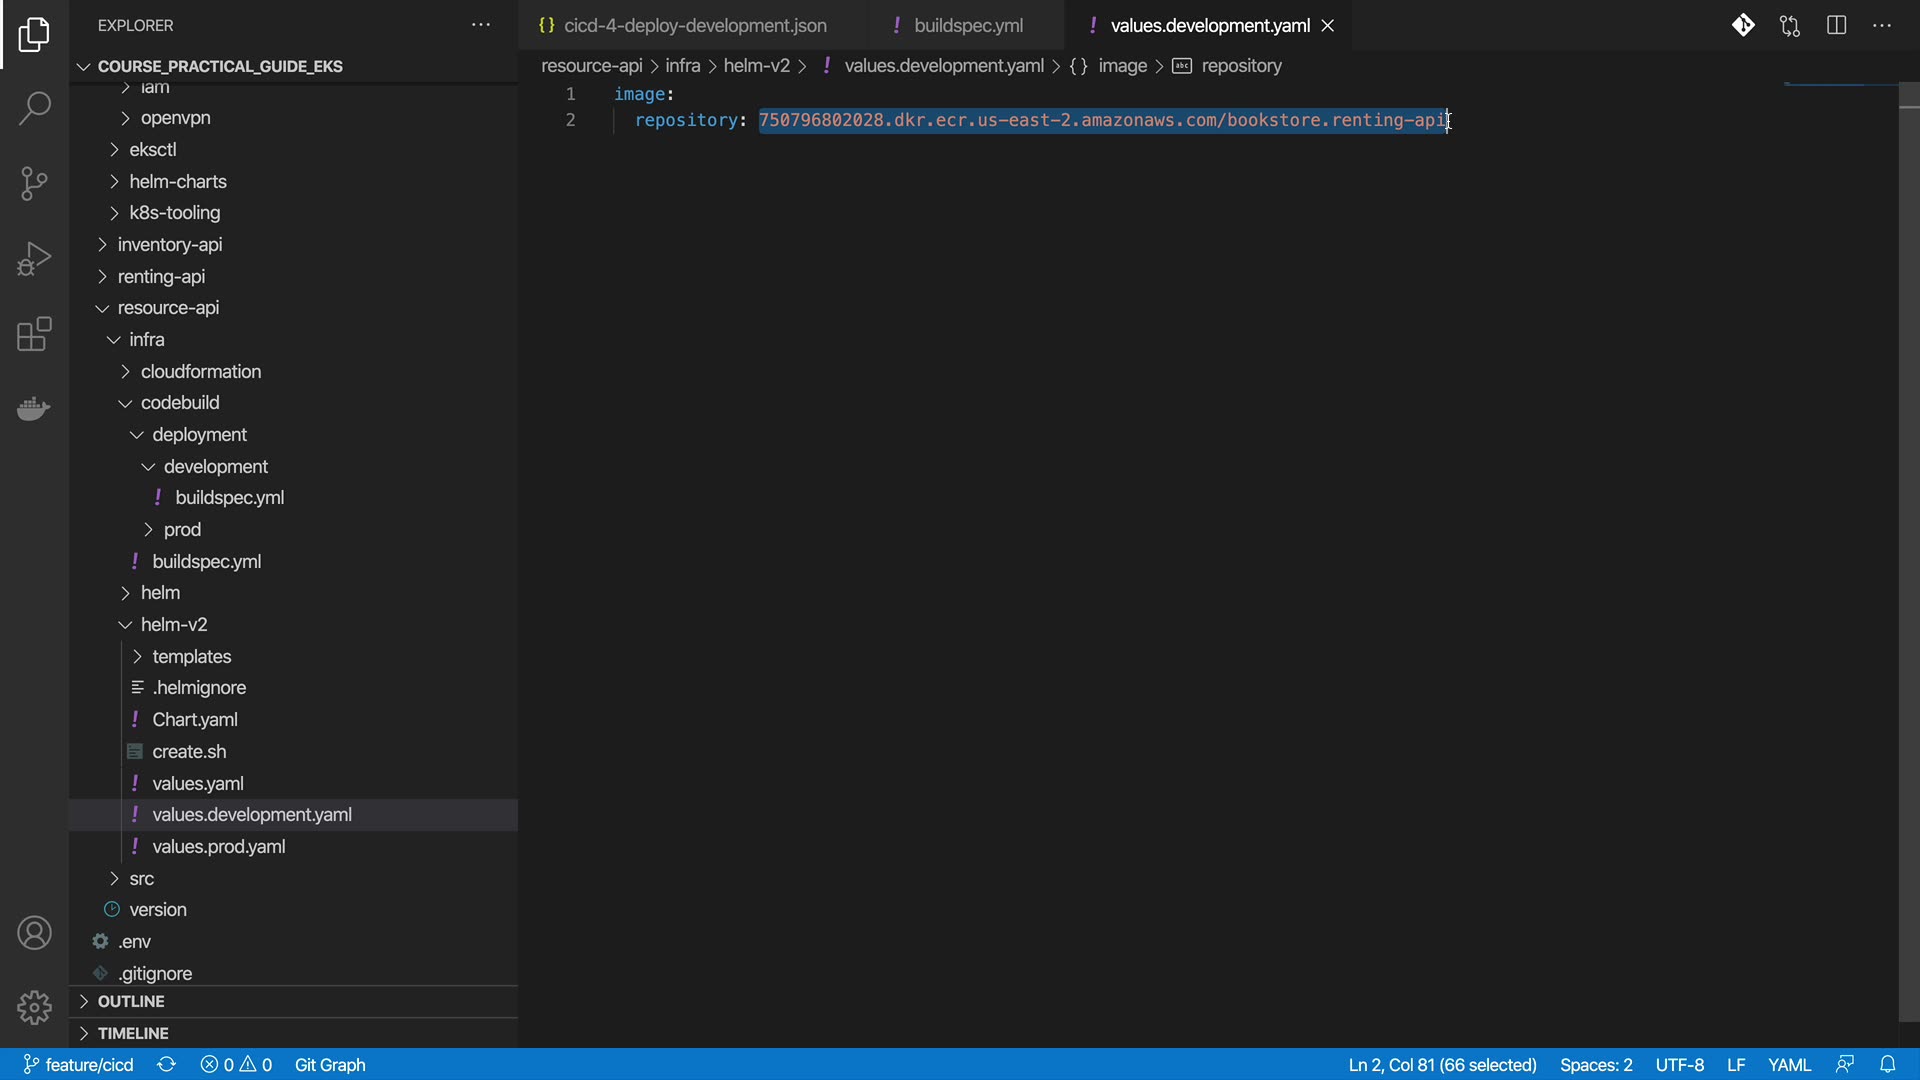 EXPLORER
COURSE_PRACTICAL_GUIDE_EKS
iam
openvpn
eksctl
helm-charts
k8s-tooling
inventory-api
renting-api
resource-api
infra
cloudformation
codebuild
deployment
development
buildspec.yml
prod
buildspec.yml
helm
helm-v2
templates
.helmignore
Chart.yaml
create.sh
values.yaml
values.development.yaml
values.prod.yaml
src
version
.env
.gitignore
OUTLINE
TIMELINE
cicd-4-deploy-development.json buildspec.yml values.development.yaml
resource-api > infra > helm-v2 > values.development.yaml > {} image > abc repository
1 image:
2 repository: 750796802028.dkr.ecr.us-east-2.amazonaws.com/bookstore.renting-api
feature/cicd 0 0 Git Graph Ln 2, Col 81 (66 selected) Spaces: 2 UTF-8 LF YAML